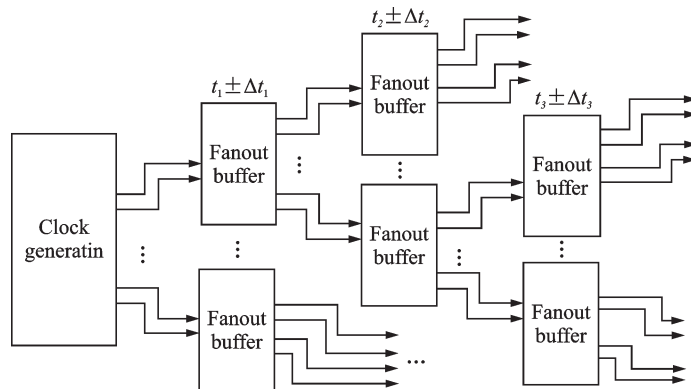 t₂±Δt₂
t₁±Δt₁
Fanout
buffer
t₃±Δt₃
Fanout
buffer
...
Fanout
buffer
...
Clock
generatin
...
...
Fanout
buffer
...
...
Fanout
buffer
Fanout
buffer
...